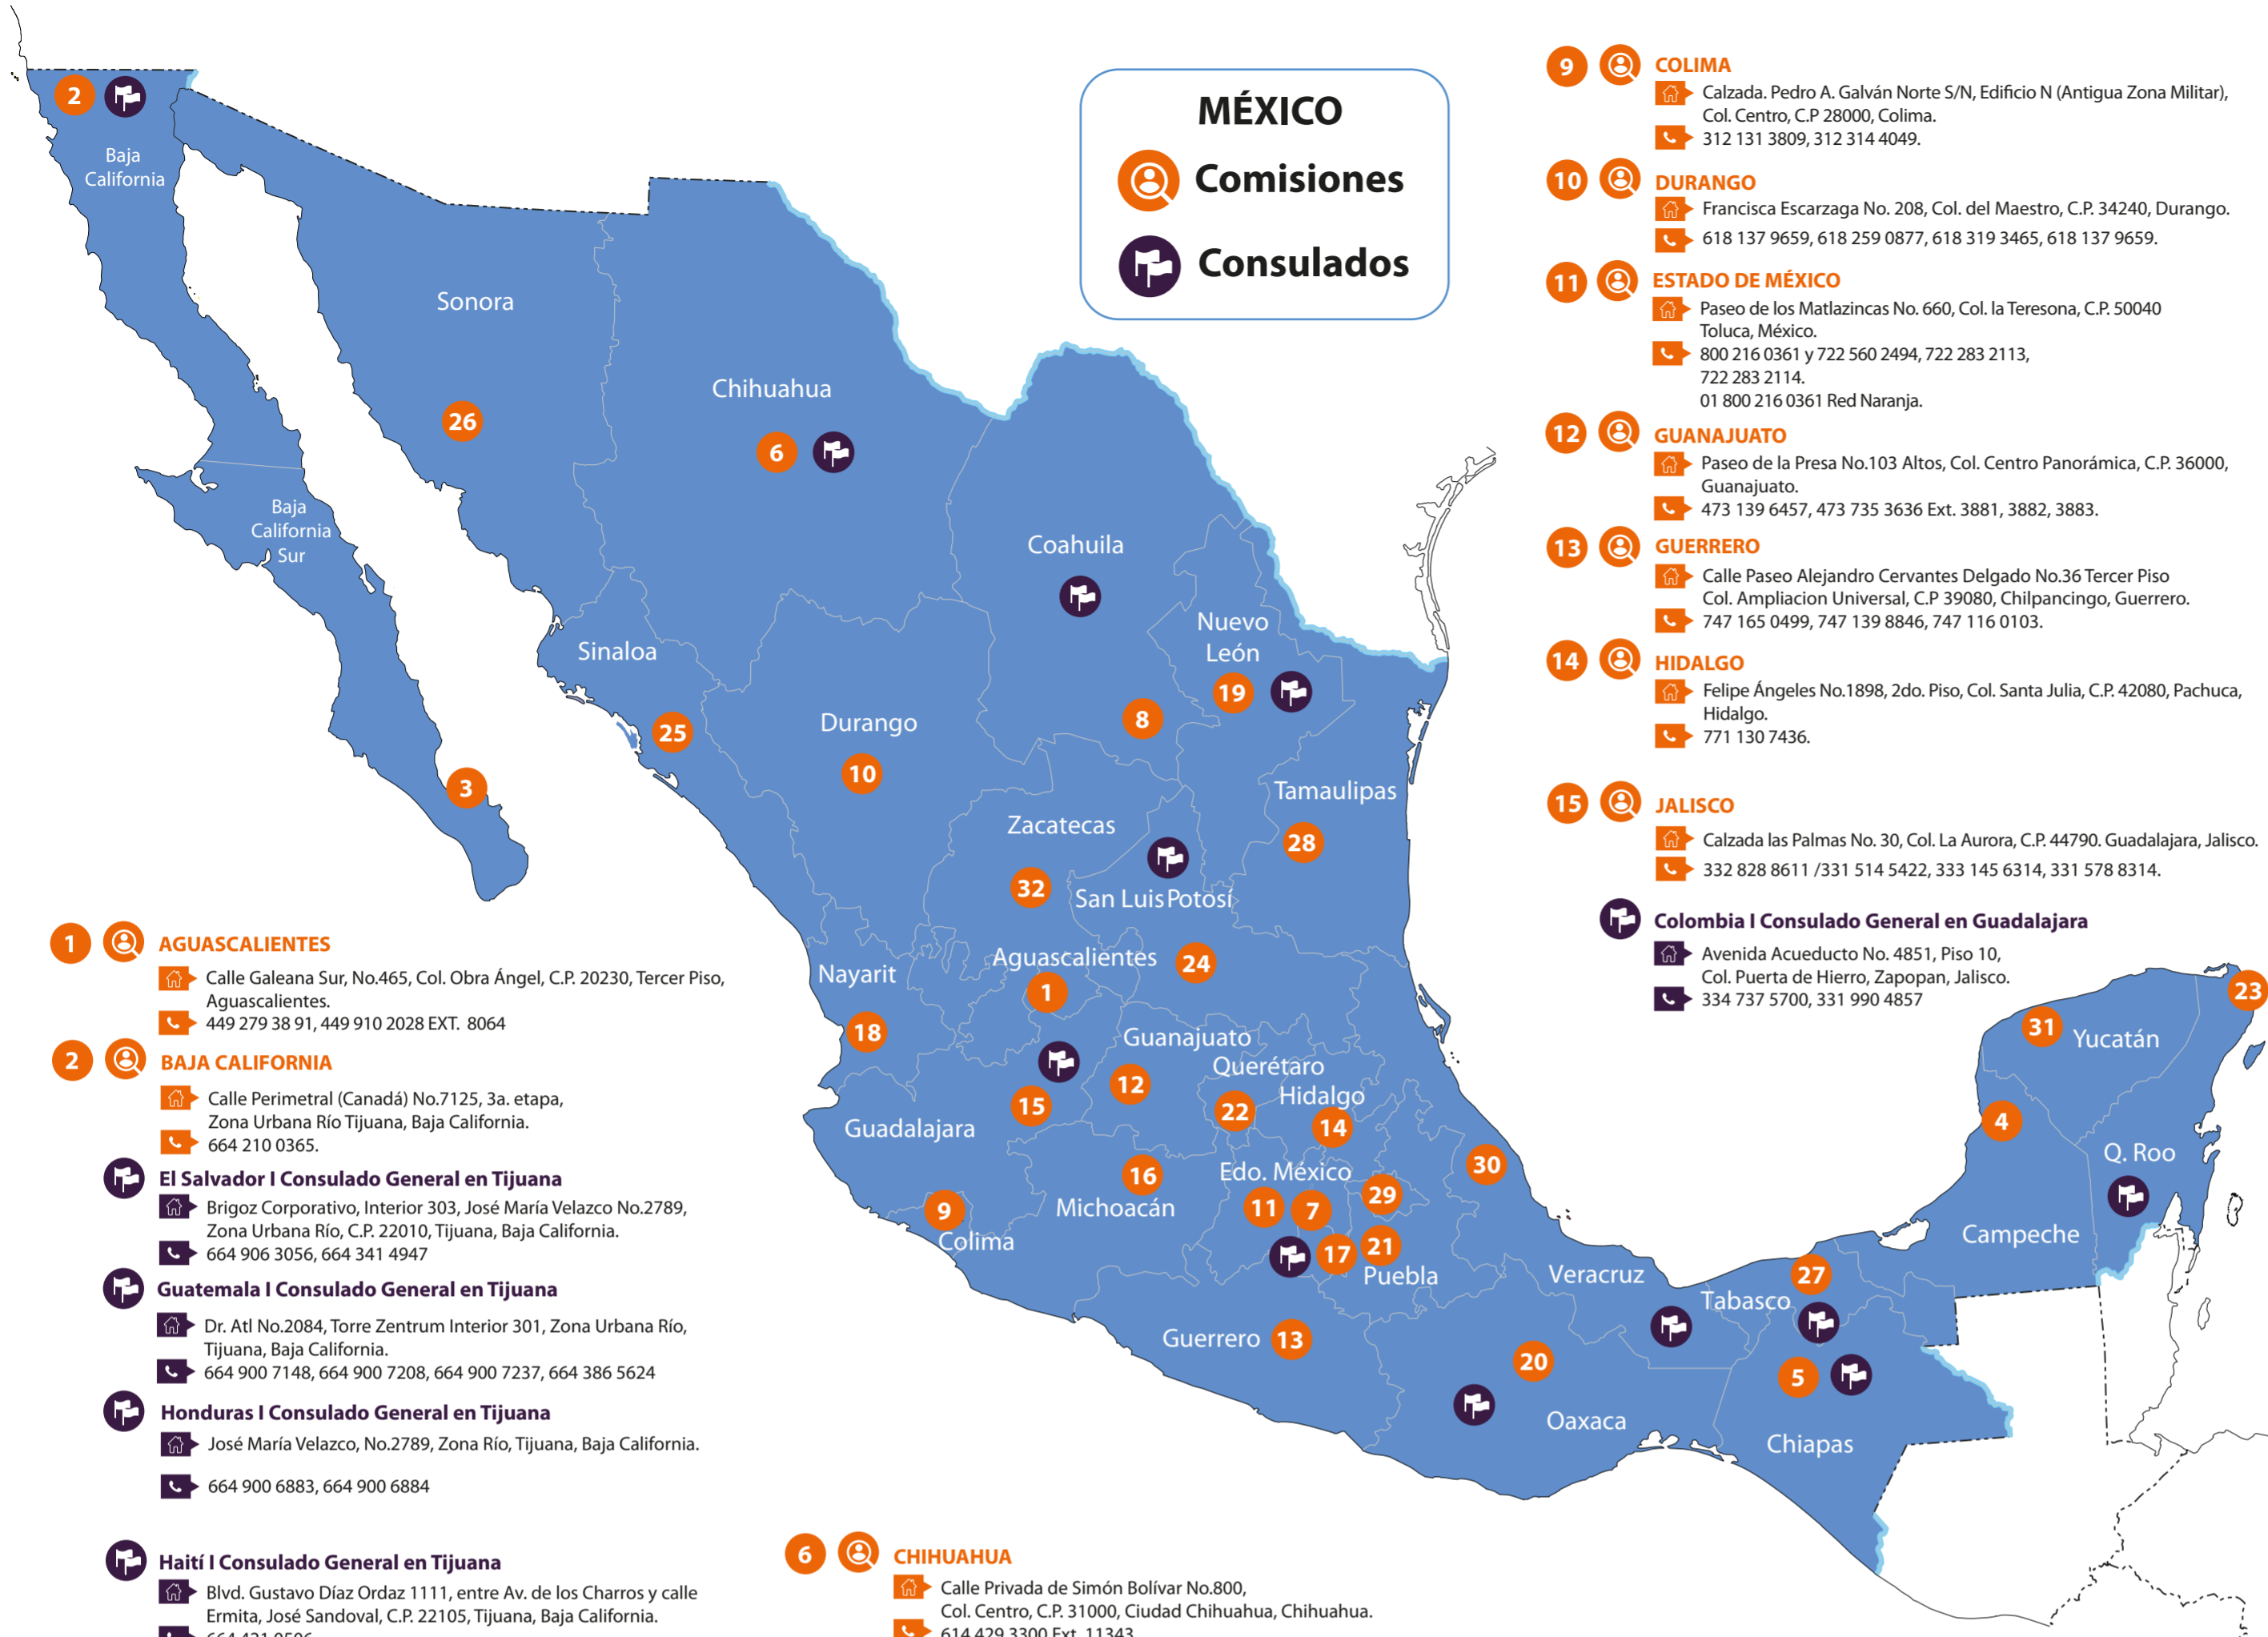 MÉXICO
Comisiones
Consulados
2
Baja
California
Sonora
26
Chihuahua
6
Baja
California
Sur
3
Coahuila
8
Nuevo
León
19
Sinaloa
25
Durango
10
Tamaulipas
28
Zacatecas
32
San Luis Potosí
24
Aguascalientes
1
Nayarit
18
Guanajuato
12
Querétaro
22
Hidalgo
14
15
Guadalajara
16
Michoacán
Edo. México
11
7
29
30
9
Colima
17
21
Puebla
Guerrero
13
Veracruz
20
Oaxaca
Tabasco
27
5
Chiapas
Campeche
4
31
Yucatán
23
Q. Roo
1
AGUASCALIENTES
Calle Galeana Sur, No.465, Col. Obra Ángel, C.P. 20230, Tercer Piso,
Aguascalientes.
449 279 38 91, 449 910 2028 EXT. 8064
2
BAJA CALIFORNIA
Calle Perimetral (Canadá) No.7125, 3a. etapa,
Zona Urbana Río Tijuana, Baja California.
664 210 0365.
El Salvador I Consulado General en Tijuana
Brigoz Corporativo, Interior 303, José María Velazco No.2789,
Zona Urbana Río, C.P. 22010, Tijuana, Baja California.
664 906 3056, 664 341 4947
Guatemala I Consulado General en Tijuana
Dr. Atl No.2084, Torre Zentrum Interior 301, Zona Urbana Río,
Tijuana, Baja California.
664 900 7148, 664 900 7208, 664 900 7237, 664 386 5624
Honduras I Consulado General en Tijuana
José María Velazco, No.2789, Zona Río, Tijuana, Baja California.
664 900 6883, 664 900 6884
Haití I Consulado General en Tijuana
Blvd. Gustavo Díaz Ordaz 1111, entre Av. de los Charros y calle
Ermita, José Sandoval, C.P. 22105, Tijuana, Baja California.
6
CHIHUAHUA
Calle Privada de Simón Bolívar No.800,
Col. Centro, C.P. 31000, Ciudad Chihuahua, Chihuahua.
614 429 3300 Ext. 11343
9
COLIMA
Calzada. Pedro A. Galván Norte S/N, Edificio N (Antigua Zona Militar),
Col. Centro, C.P 28000, Colima.
312 131 3809, 312 314 4049.
10
DURANGO
Francisca Escarzaga No. 208, Col. del Maestro, C.P. 34240, Durango.
618 137 9659, 618 259 0877, 618 319 3465, 618 137 9659.
11
ESTADO DE MÉXICO
Paseo de los Matlazincas No. 660, Col. la Teresona, C.P. 50040
Toluca, México.
800 216 0361 y 722 560 2494, 722 283 2113,
722 283 2114.
01 800 216 0361 Red Naranja.
12
GUANAJUATO
Paseo de la Presa No.103 Altos, Col. Centro Panorámica, C.P. 36000,
Guanajuato.
473 139 6457, 473 735 3636 Ext. 3881, 3882, 3883.
13
GUERRERO
Calle Paseo Alejandro Cervantes Delgado No.36 Tercer Piso
Col. Ampliacion Universal, C.P 39080, Chilpancingo, Guerrero.
747 165 0499, 747 139 8846, 747 116 0103.
14
HIDALGO
Felipe Ángeles No.1898, 2do. Piso, Col. Santa Julia, C.P. 42080, Pachuca,
Hidalgo.
771 130 7436.
15
JALISCO
Calzada las Palmas No. 30, Col. La Aurora, C.P. 44790. Guadalajara, Jalisco.
332 828 8611 /331 514 5422, 333 145 6314, 331 578 8314.
Colombia I Consulado General en Guadalajara
Avenida Acueducto No. 4851, Piso 10,
Col. Puerta de Hierro, Zapopan, Jalisco.
334 737 5700, 331 990 4857